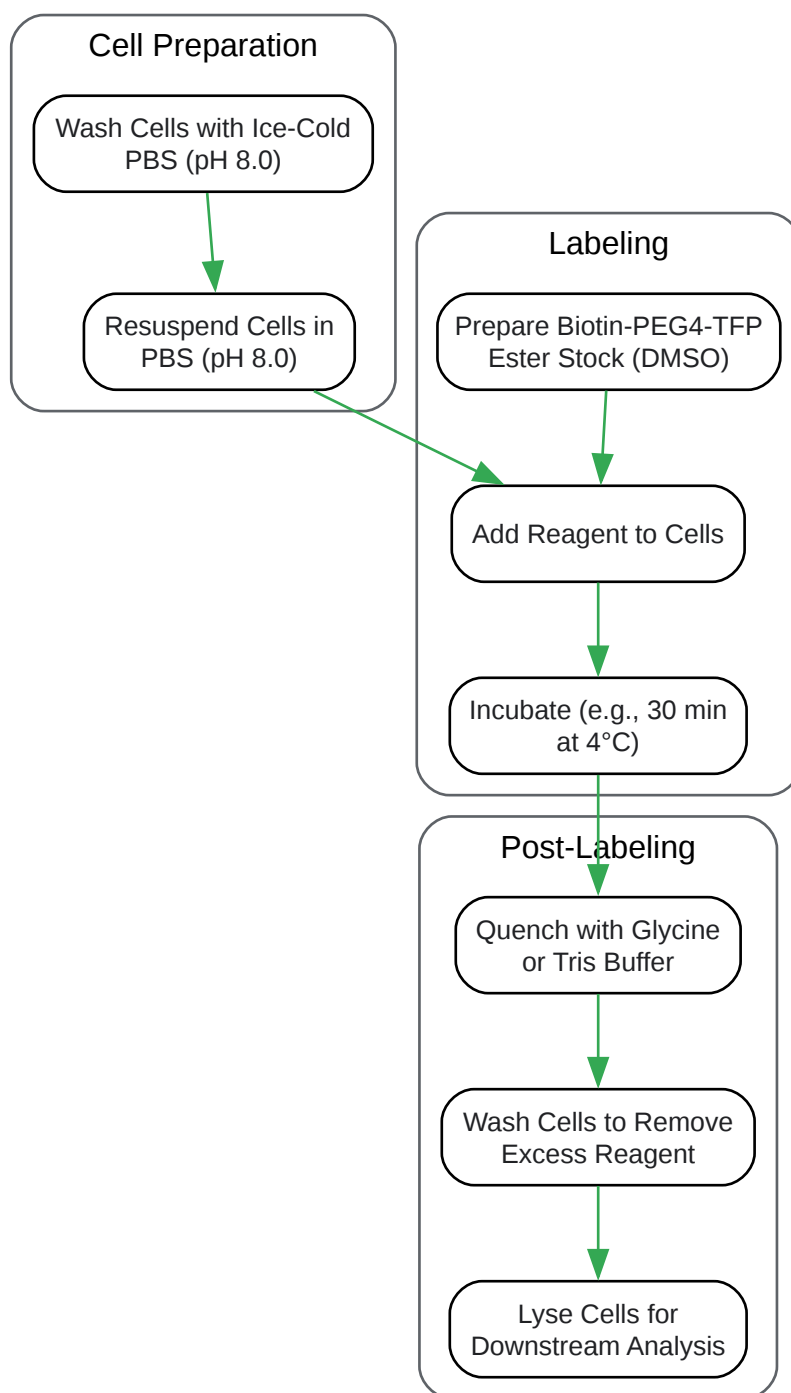 Cell Preparation
Wash Cells with Ice-Cold
PBS (pH 8.0)
Resuspend Cells in
PBS (pH 8.0)
Labeling
Prepare Biotin-PEG4-TFP
Ester Stock (DMSO)
Add Reagent to Cells
Incubate (e.g., 30 min
at 4°C)
Post-Labeling
Quench with Glycine
or Tris Buffer
Wash Cells to Remove
Excess Reagent
Lyse Cells for
Downstream Analysis